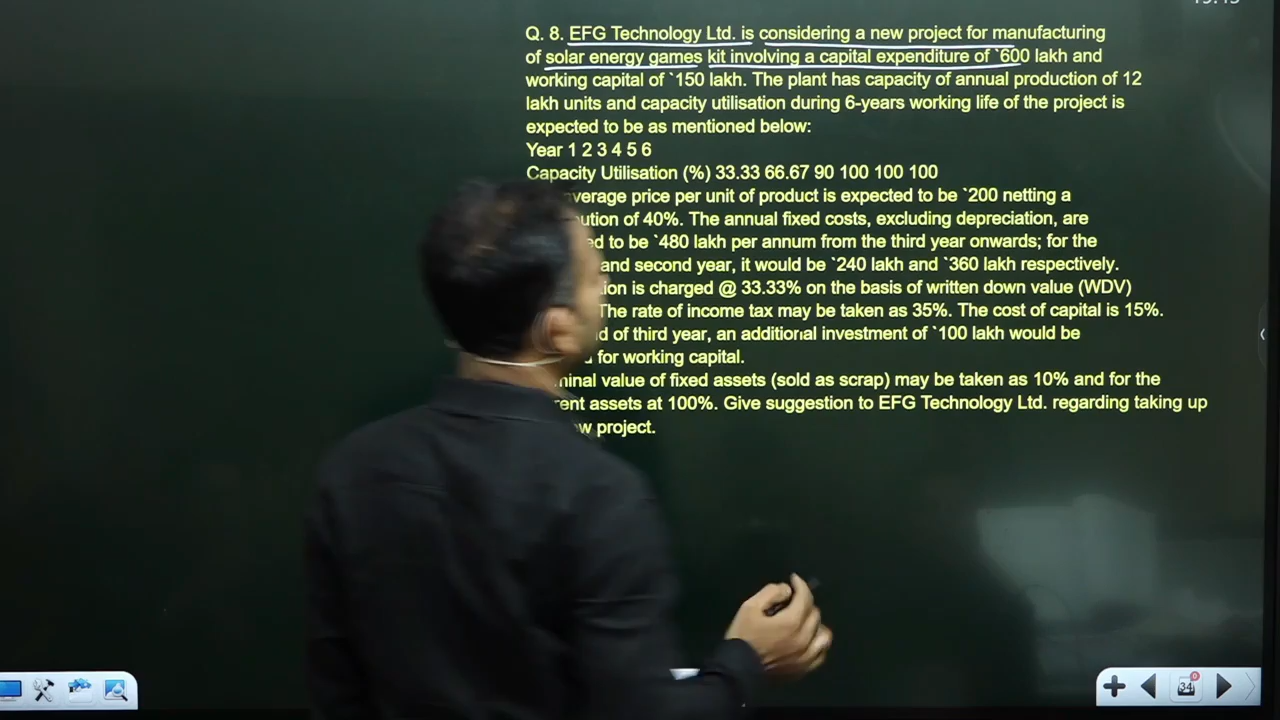 Q. 8. EFG Technology Ltd. is considering a new project for manufacturing
of solar energy games kit involving a capital expenditure of `600 lakh and
working capital of `150 lakh. The plant has capacity of annual production of 12
lakh units and capacity utilisation during 6-years working life of the project is
expected to be as mentioned below:
Year 1 2 3 4 5 6
Capacity Utilisation (%) 33.33 66.67 90 100 100 100
average price per unit of product is expected to be `200 netting a
of 40%. The annual fixed costs, excluding depreciation, are
to be `480 lakh per annum from the third year onwards; for the
and second year, it would be `240 lakh and `360 lakh respectively.
is charged @ 33.33% on the basis of written down value (WDV)
The rate of income tax may be taken as 35%. The cost of capital is 15%.
of third year, an additional investment of `100 lakh would be
for working capital.
value of fixed assets (sold as scrap) may be taken as 10% and for the
assets at 100%. Give suggestion to EFG Technology Ltd. regarding taking up
project.
34
0